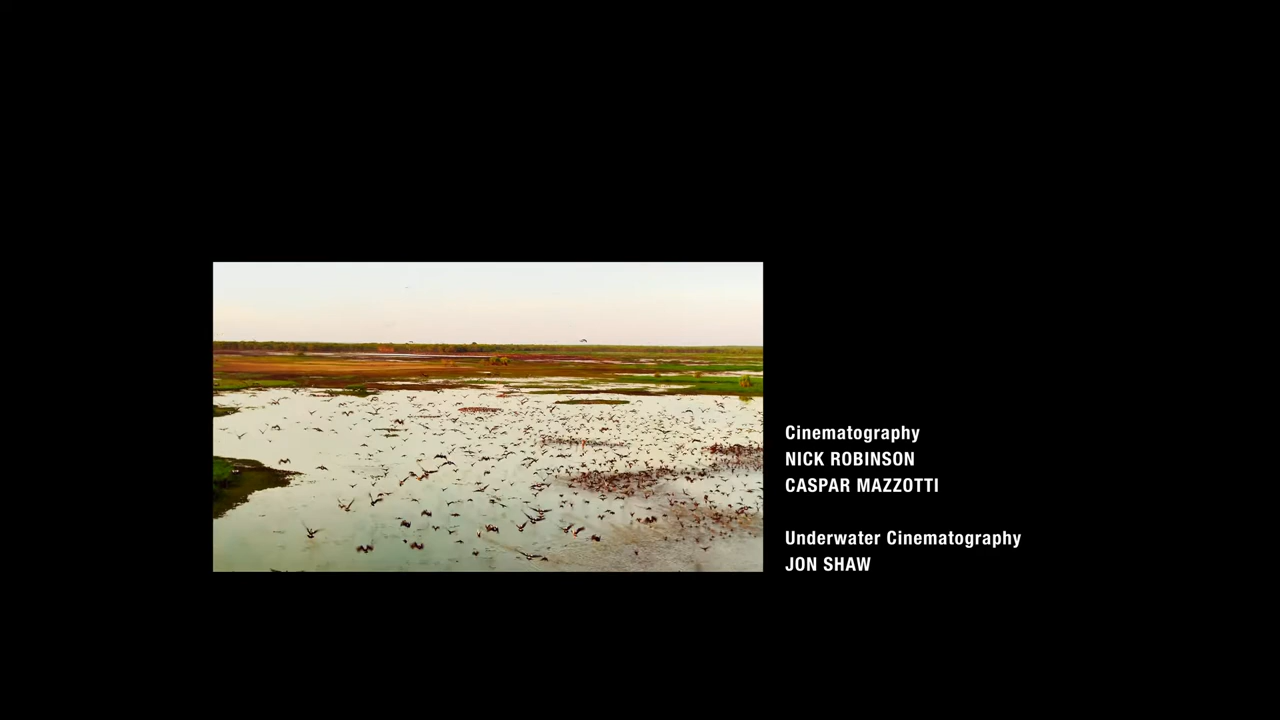 Cinematography
NICK ROBINSON
CASPAR MAZZOTTI
Underwater Cinematography
JON SHAW